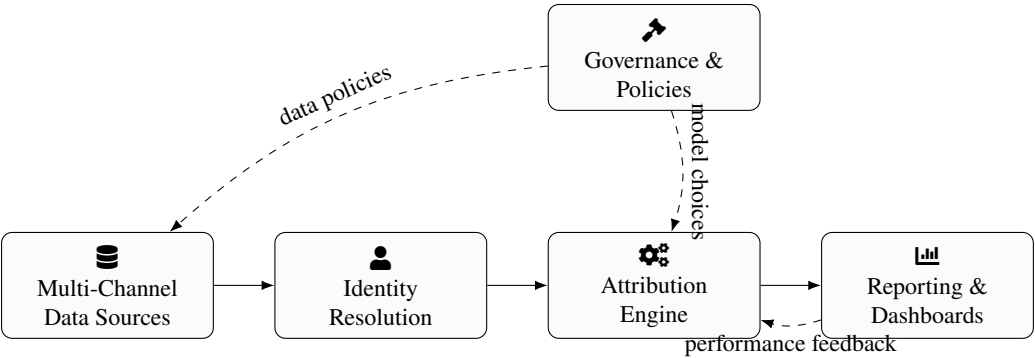 Governance &
Policies
data policies
model choices
Multi-Channel
Data Sources
Identity
Resolution
Attribution
Engine
Reporting &
Dashboards
performance feedback